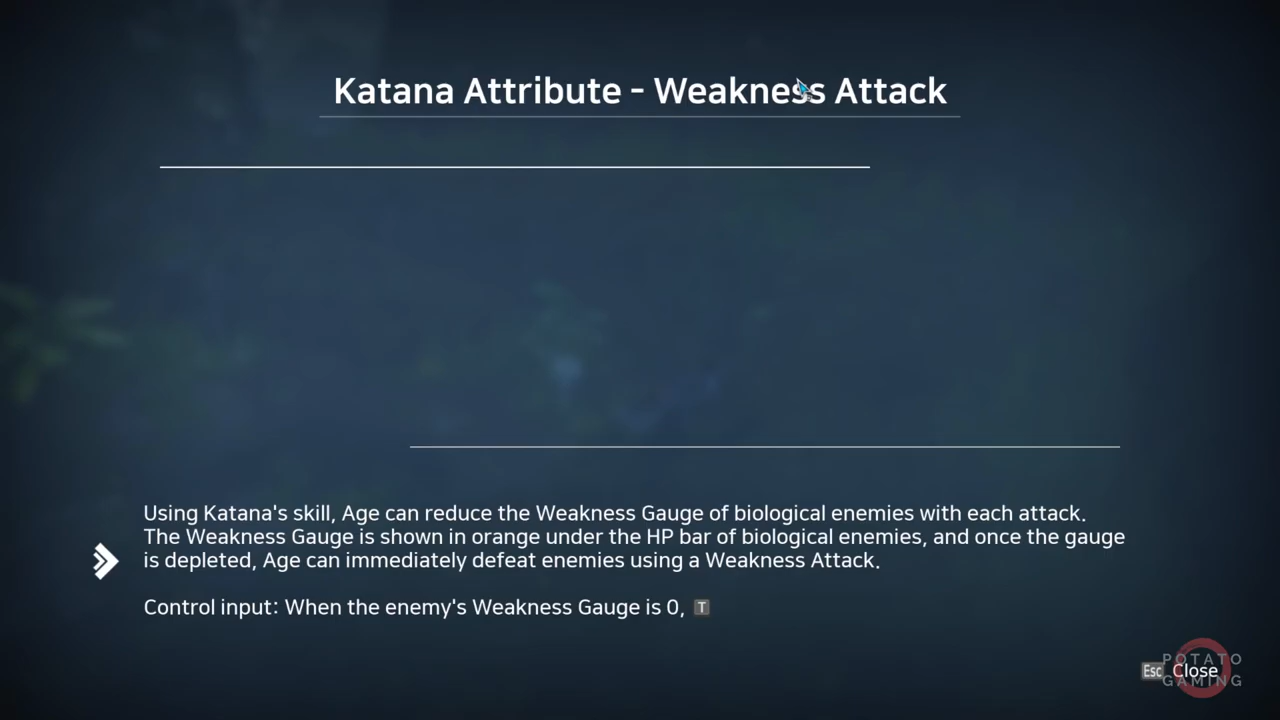 Katana Attribute - Weakness Attack
Using Katana's skill, Age can reduce the Weakness Gauge of biological enemies with each attack.
The Weakness Gauge is shown in orange under the HP bar of biological enemies, and once the gauge
is depleted, Age can immediately defeat enemies using a Weakness Attack.
Control input: When the enemy's Weakness Gauge is 0, T
Esc Close
POTATO
GAMING